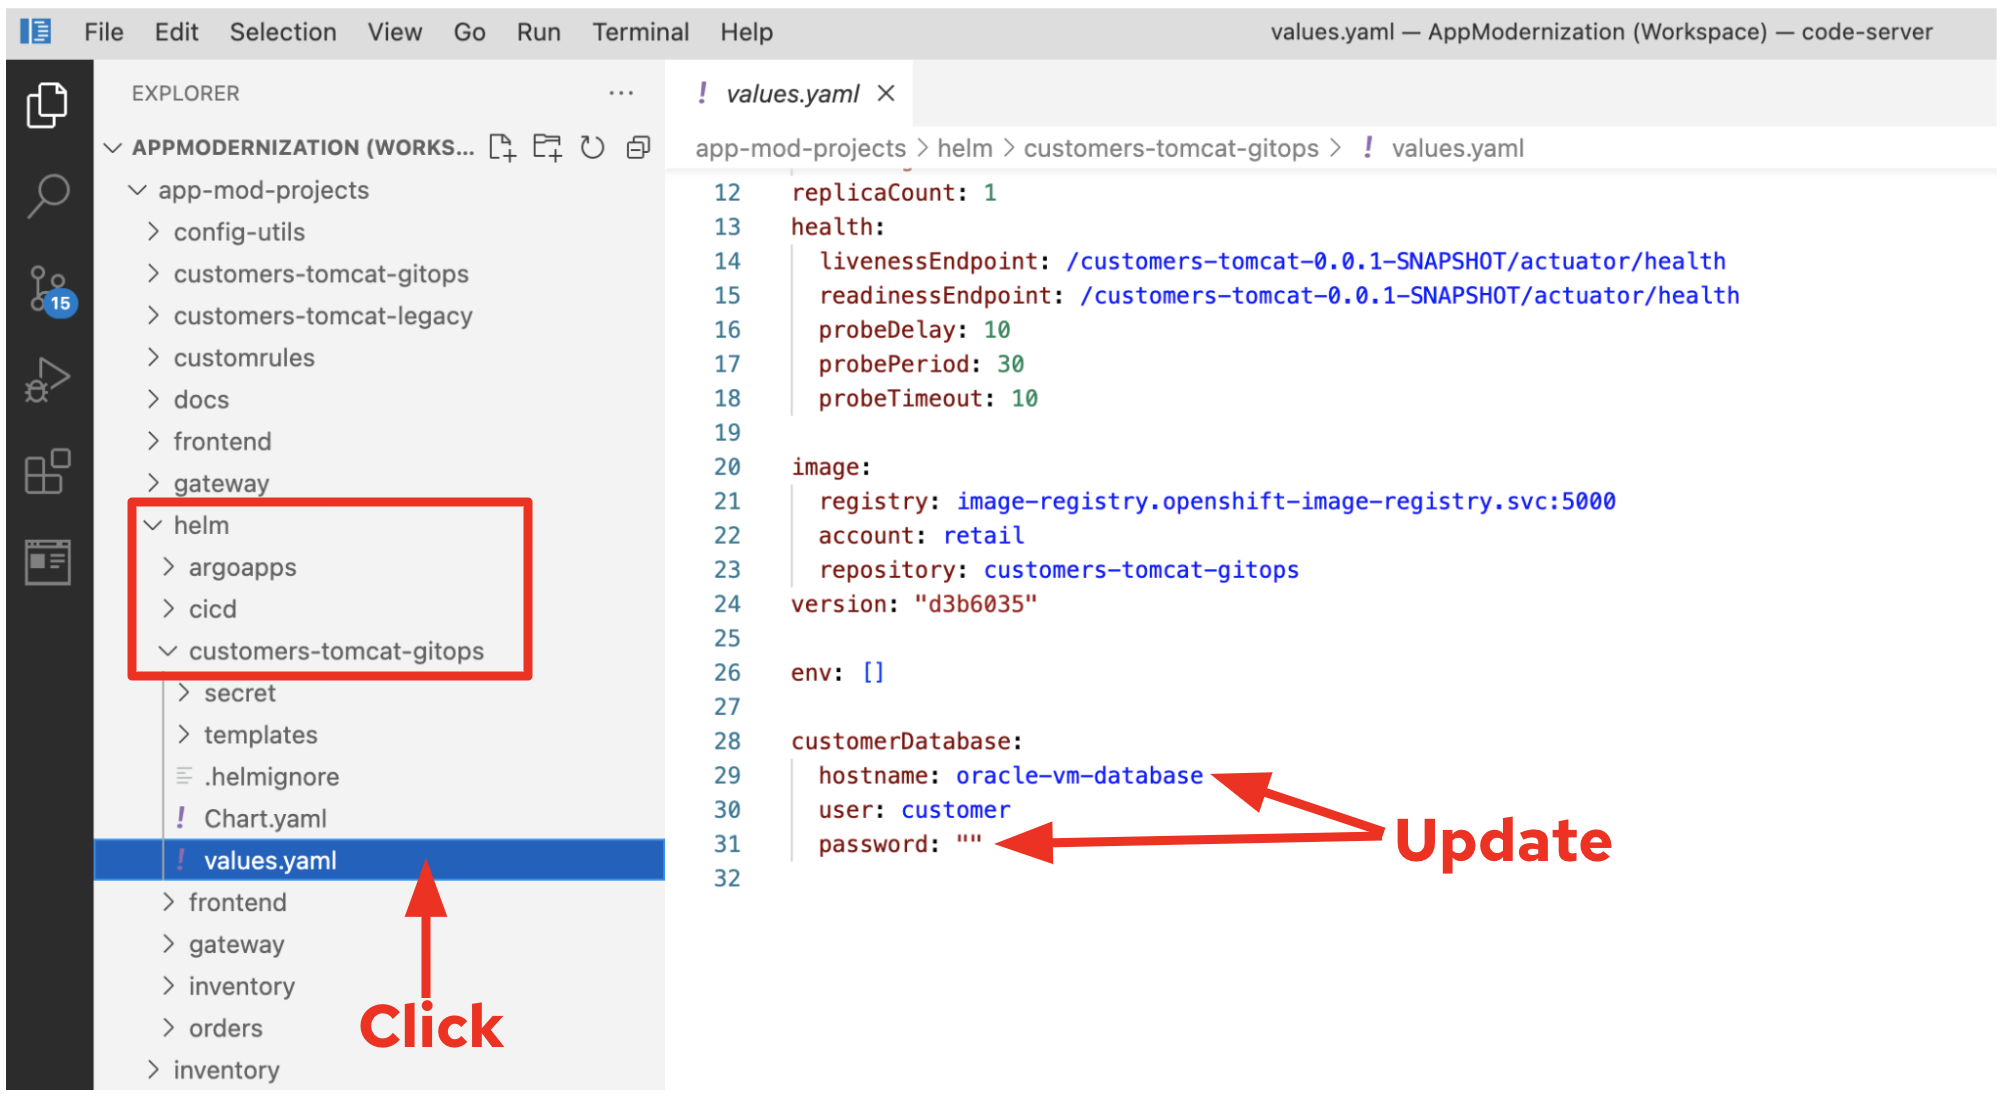 File Edit Selection View Go Run Terminal Help
values.yaml — AppModernization (Workspace) — code-server
EXPLORER
APPMODERNIZATION (WORKS...
app-mod-projects
config-utils
customers-tomcat-gitops
customers-tomcat-legacy
customrules
docs
frontend
gateway
helm
argoapps
cicd
customers-tomcat-gitops
secret
templates
.helmignore
! Chart.yaml
! values.yaml
frontend
gateway
inventory
orders
inventory
15
Click
! values.yaml
app-mod-projects > helm > customers-tomcat-gitops > ! values.yaml
12 replicaCount: 1
13 health:
14 livenessEndpoint: /customers-tomcat-0.0.1-SNAPSHOT/actuator/health
15 readinessEndpoint: /customers-tomcat-0.0.1-SNAPSHOT/actuator/health
16 probeDelay: 10
17 probePeriod: 30
18 probeTimeout: 10
19
20 image:
21 registry: image-registry.openshift-image-registry.svc:5000
22 account: retail
23 repository: customers-tomcat-gitops
24 version: "d3b6035"
25
26 env: []
27
28 customerDatabase:
29 hostname: oracle-vm-database
30 user: customer
31 password: ""
32
Update